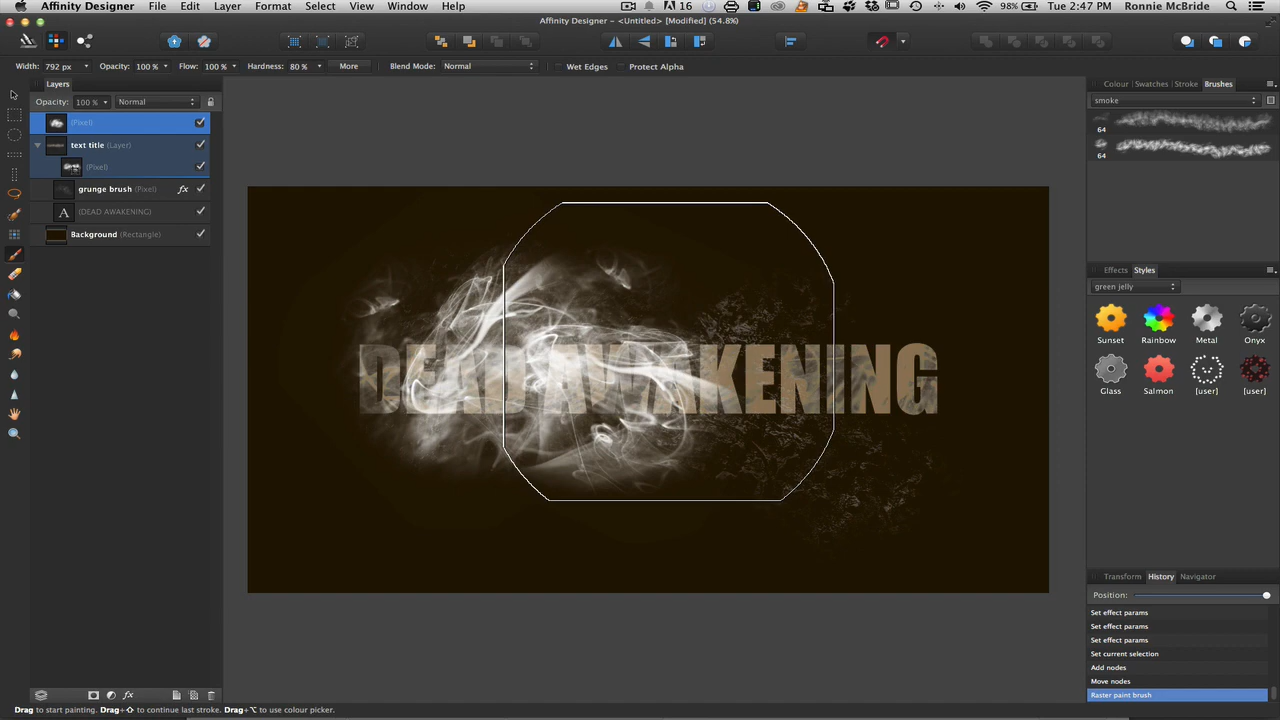 Affinity Designer File Edit Layer Format Select Arrange View Window Help 16 98% Tue 2:47 PM Ronnie McBride
Affinity Designer - <Untitled> [Modified] (54.8%)
Width: 792 px Opacity: 100 % Flow: 100 % Hardness: 80 % More Blend Mode: Normal Wet Edges Protect Alpha
Layers
Opacity: 100 % Normal
(Pixel)
text title (Layer)
(Pixel)
grunge brush (Pixel) fx
A (DEAD AWAKENING)
Background (Rectangle)
DEAD AWAKENING
Colour Swatches Stroke Brushes
smoke
64
64
Effects Styles
green jelly
Sunset Rainbow Metal Onyx
Glass Salmon [user] [user]
Transform History Navigator
Position:
Set effect params
Set effect params
Set effect params
Set current selection
Add nodes
Move nodes
Raster paint brush
fx
Drag to start painting. Drag+⇧ to continue last stroke. Drag+⌥ to use colour picker.